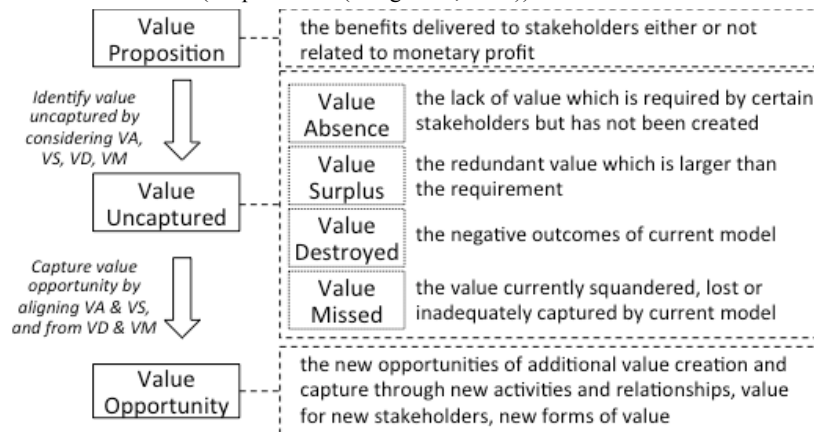 Value
Proposition
the benefits delivered to stakeholders either or not
related to monetary profit
Identify value
uncaptured by
considering VA,
VS, VD, VM
Value
Absence
the lack of value which is required by certain
stakeholders but has not been created
Value
Surplus
the redundant value which is larger than
the requirement
Value
Uncaptured
Value
Destroyed
the negative outcomes of current model
Value
Missed
the value currently squandered, lost or
inadequately captured by current model
Capture value
opportunity by
aligning VA & VS,
and from VD & VM
Value
Opportunity
the new opportunities of additional value creation and
capture through new activities and relationships, value
for new stakeholders, new forms of value